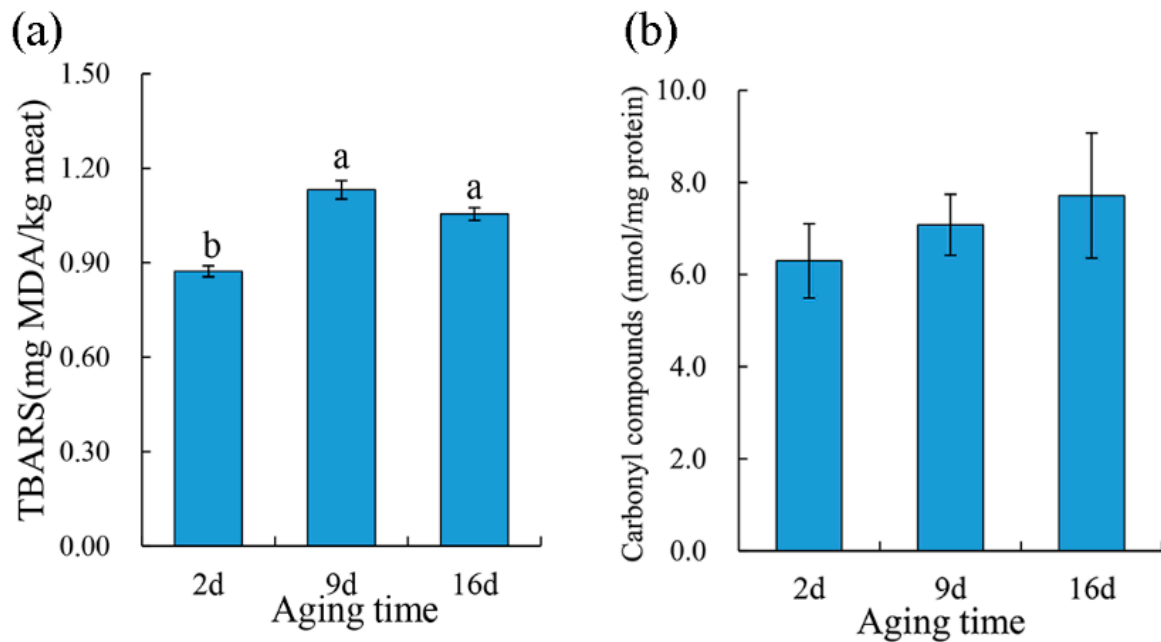 (a)
TBARS(mg MDA/kg meat)
1.50
1.20
0.90
0.60
0.30
0.00
b
a
a
2d 9d 16d
Aging time
(b)
Carbonyl compounds (nmol/mg protein)
10.0
8.0
6.0
4.0
2.0
0.0
2d 9d 16d
Aging time